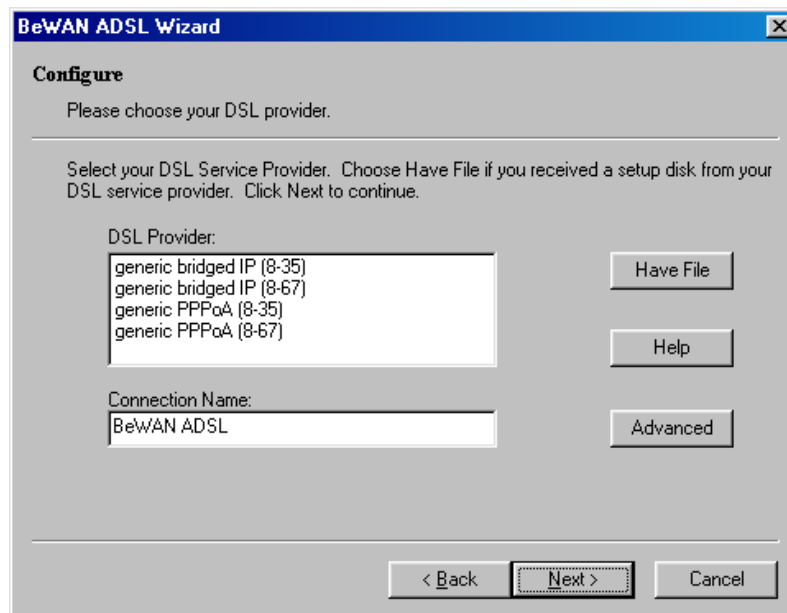 BeWAN ADSL Wizard
Configure
Please choose your DSL provider.
Select your DSL Service Provider. Choose Have File if you received a setup disk from your
DSL service provider. Click Next to continue.
DSL Provider:
generic bridged IP (8-35)
generic bridged IP (8-67)
generic PPPoA (8-35)
generic PPPoA (8-67)
Have File
Help
Connection Name:
BeWAN ADSL
Advanced
< Back
Next >
Cancel